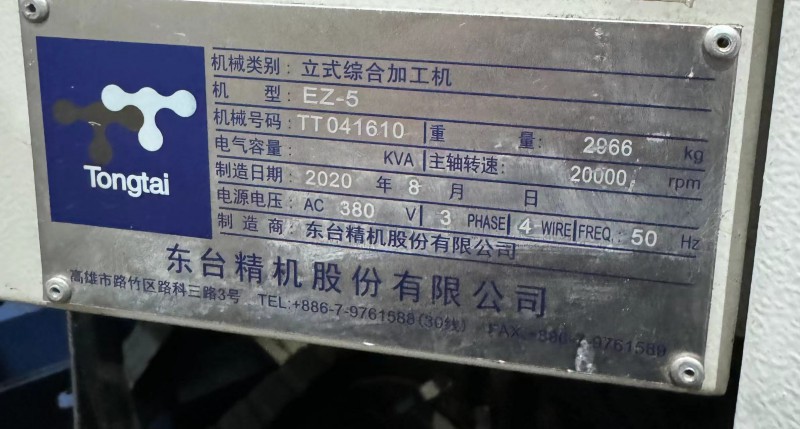 Tongtai
机械类别：立式综合加工机
机 型：EZ-5
机械号码：TT041610 重 量：2966 kg
电气容量： KVA 主轴转速：20000 rpm
制造日期：2020 年 8 月 日
电源电压：AC 380 V 3 PHASE 4 WIRE FREQ.：50 Hz
制 造 商：东台精机股份有限公司
东台精机股份有限公司
高雄市路竹区路科三路3号 TEL:+886-7-9761588(30线) FAX:+886-7-9761589